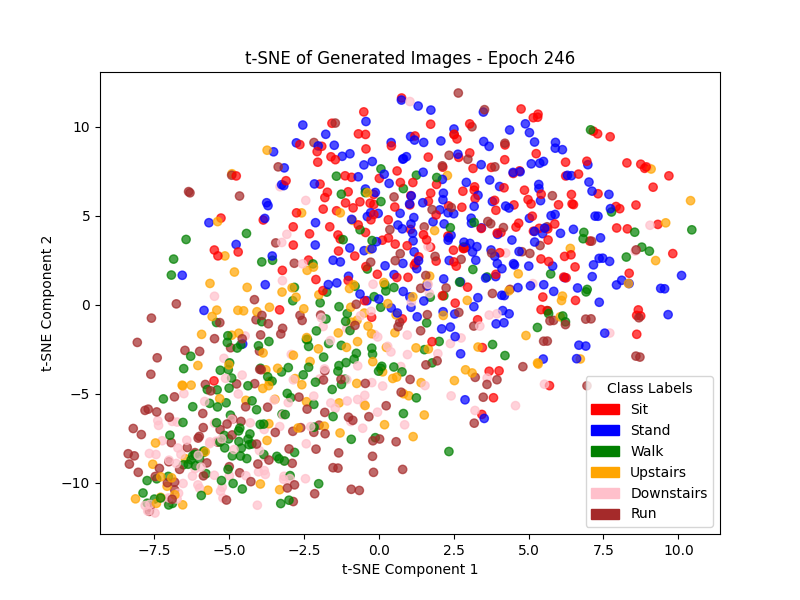 t-SNE of Generated Images - Epoch 246
t-SNE Component 2
10
5
0
−5
−10
−7.5
−5.0
−2.5
0.0
2.5
5.0
7.5
10.0
t-SNE Component 1
Class Labels
Sit
Stand
Walk
Upstairs
Downstairs
Run